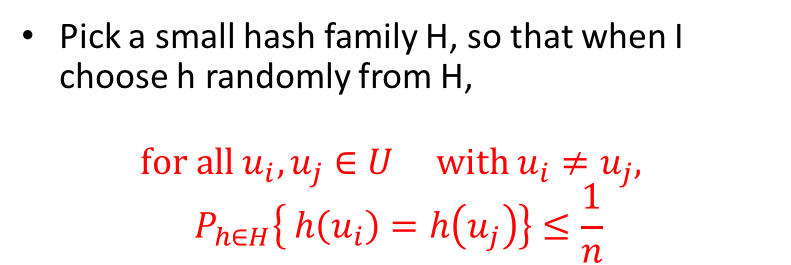 • Pick a small hash family H, so that when I
choose h randomly from H,
for all uᵢ, uⱼ ∈ U with uᵢ ≠ uⱼ,
P_{h∈H}{ h(uᵢ) = h(uⱼ)} ≤ 1/n